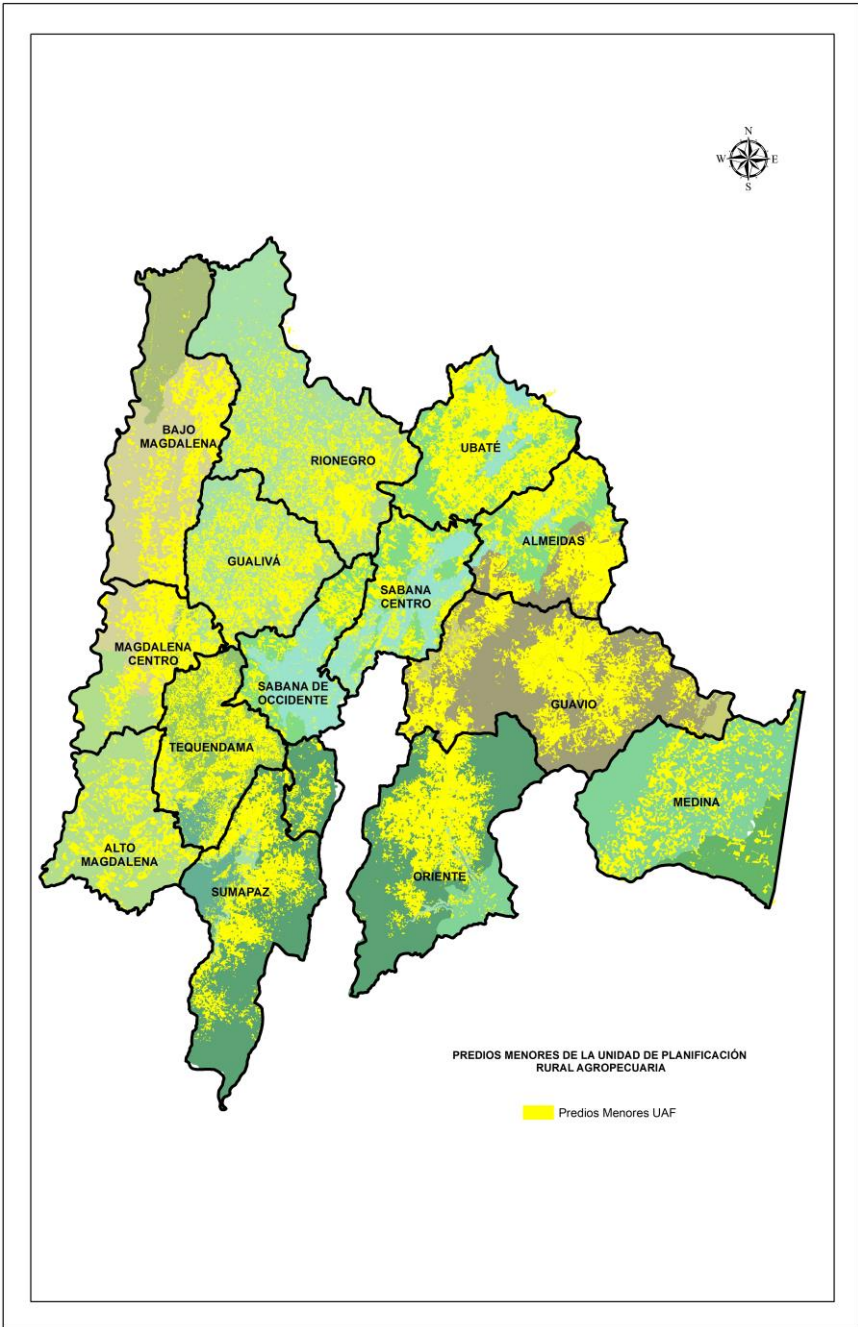 N
W E
S
BAJO
MAGDALENA
RIONEGRO
UBATÉ
GUALIVÁ
ALMEIDAS
SABANA
CENTRO
MAGDALENA
CENTRO
SABANA DE
OCCIDENTE
GUAVIO
TEQUENDAMA
MEDINA
ALTO
MAGDALENA
SUMAPAZ
ORIENTE
PREDIOS MENORES DE LA UNIDAD DE PLANIFICACIÓN
RURAL AGROPECUARIA
Predios Menores UAF